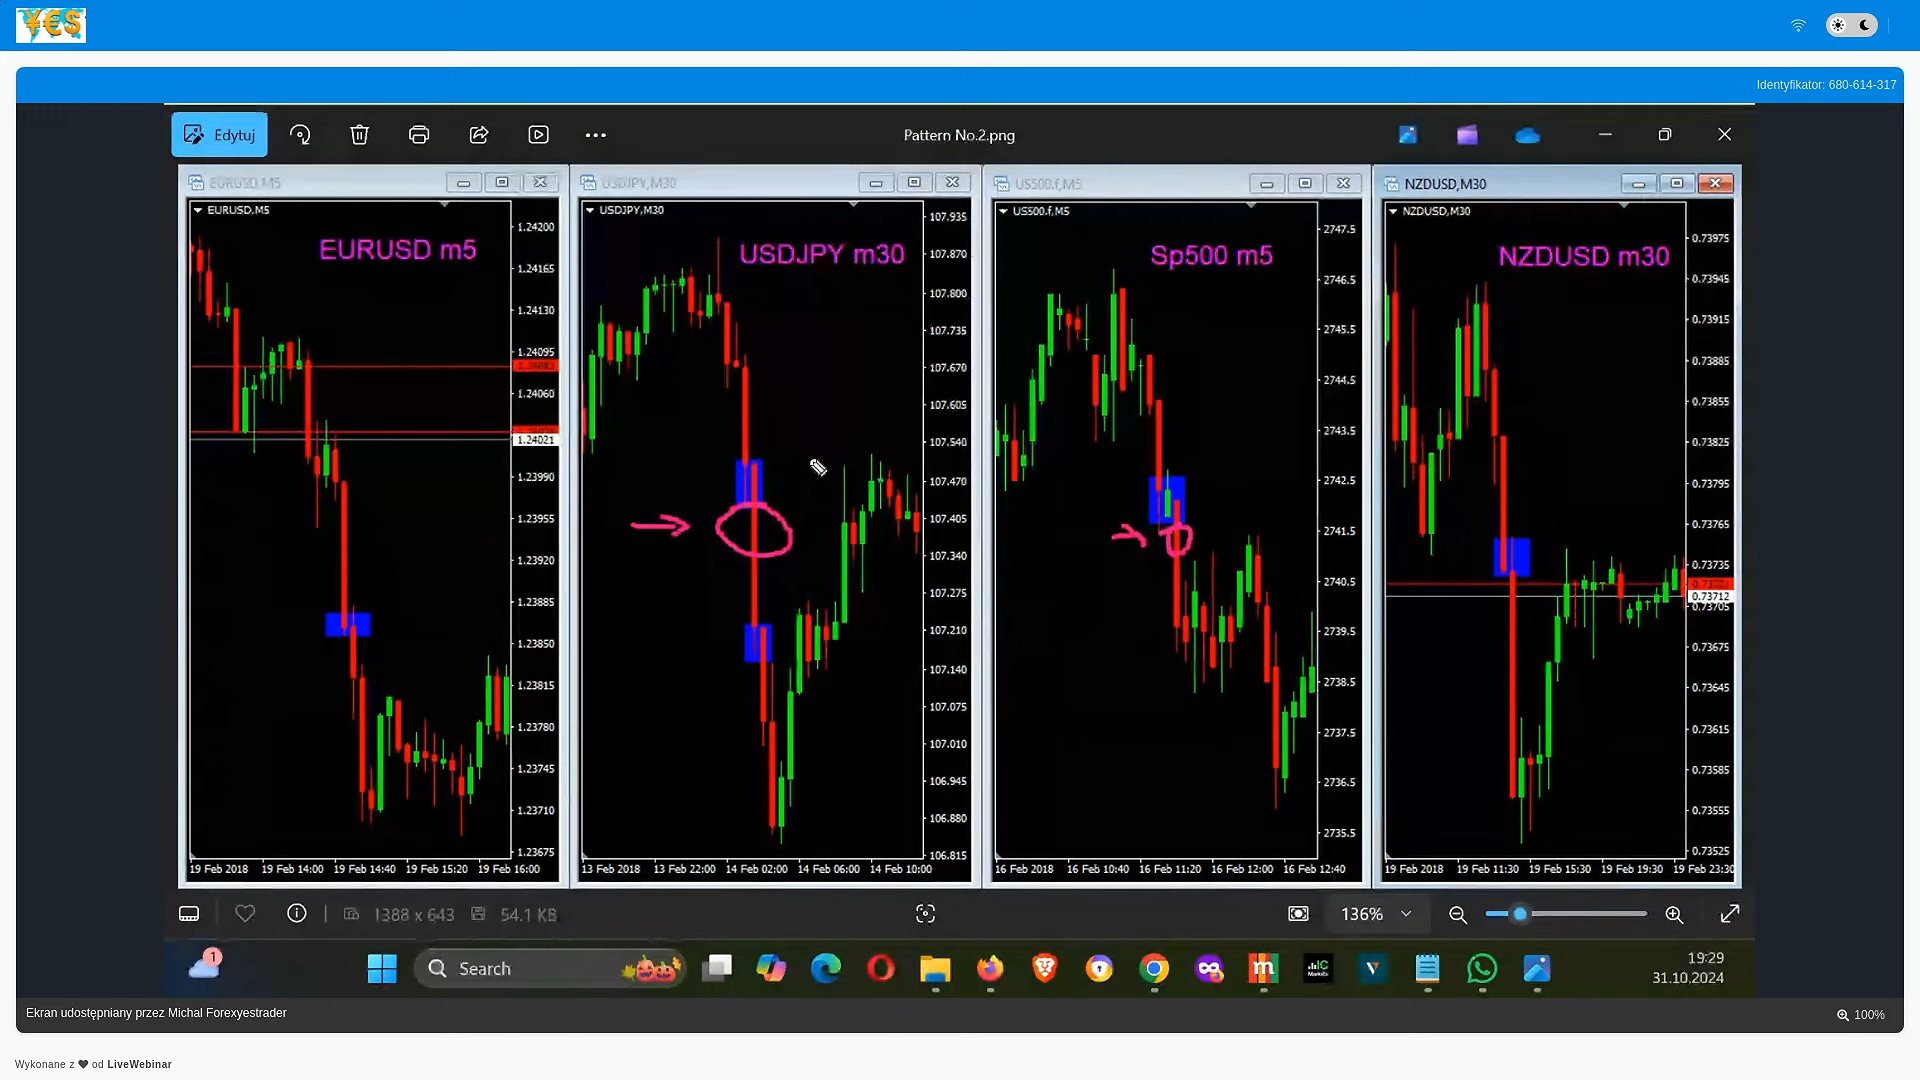 ¥€$
Identyfikator: 680-614-317
Edytuj
Pattern No.2.png
EURUSD,M5
USDJPY,M30
US500.f,M5
NZDUSD,M30
EURUSD,M5
EURUSD m5
1.24200
1.24165
1.24130
1.24095
1.24060
1.24021
1.23990
1.23955
1.23920
1.23885
1.23850
1.23815
1.23780
1.23745
1.23710
1.23675
19 Feb 2018 19 Feb 14:00 19 Feb 14:40 19 Feb 15:20 19 Feb 16:00
USDJPY,M30
USDJPY m30
107.935
107.870
107.800
107.735
107.670
107.605
107.540
107.470
107.405
107.340
107.275
107.210
107.140
107.075
107.010
106.945
106.880
106.815
13 Feb 2018 13 Feb 22:00 14 Feb 02:00 14 Feb 06:00 14 Feb 10:00
US500.f,M5
Sp500 m5
2747.5
2746.5
2745.5
2744.5
2743.5
2742.5
2741.5
2740.5
2739.5
2738.5
2737.5
2736.5
2735.5
16 Feb 2018 16 Feb 10:40 16 Feb 11:20 16 Feb 12:00 16 Feb 12:40
NZDUSD,M30
NZDUSD m30
0.73975
0.73945
0.73915
0.73885
0.73855
0.73825
0.73795
0.73765
0.73735
0.73712
0.73705
0.73675
0.73645
0.73615
0.73585
0.73555
0.73525
19 Feb 2018 19 Feb 11:30 19 Feb 15:30 19 Feb 19:30 19 Feb 23:30
1388 x 643
54.1 KB
136%
1
Search
19:29
31.10.2024
Ekran udostępniany przez Michal Forexyestrader
100%
Wykonane z ❤ od LiveWebinar